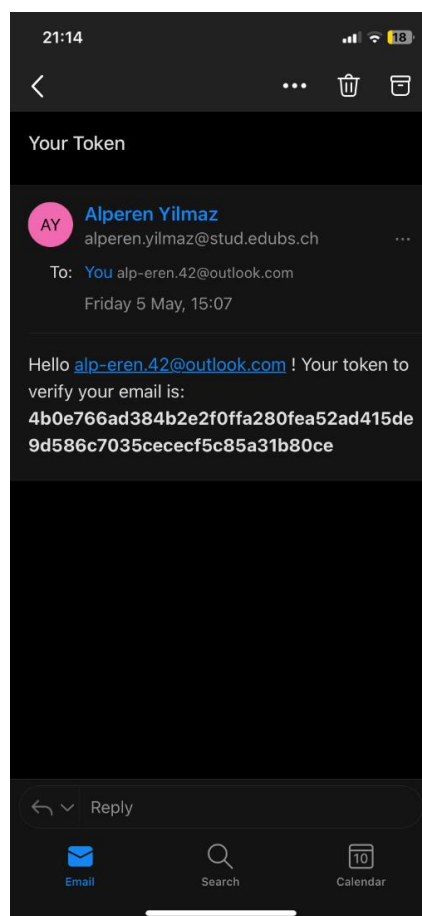 21:14
18
Your Token
AY
Alperen Yilmaz
alperen.yilmaz@stud.edubs.ch
To: You alp-eren.42@outlook.com
Friday 5 May, 15:07
Hello alp-eren.42@outlook.com ! Your token to
verify your email is:
4b0e766ad384b2e2f0ffa280fea52ad415de
9d586c7035cececf5c85a31b80ce
Reply
Email
Search
10
Calendar